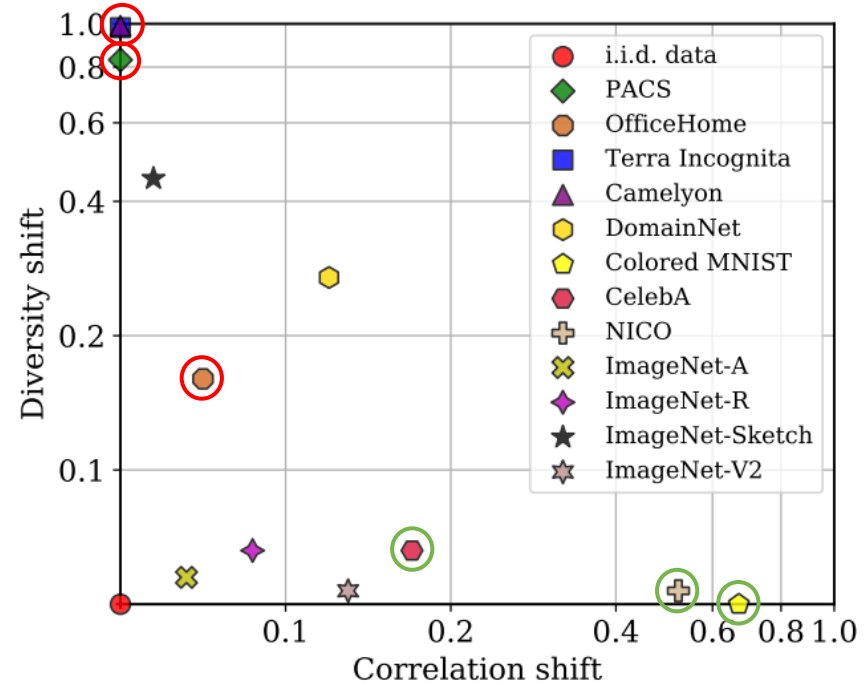 1.0
0.8
0.6
0.4
0.2
0.1
Diversity shift
i.i.d. data
PACS
OfficeHome
Terra Incognita
Camelyon
DomainNet
Colored MNIST
CelebA
NICO
ImageNet-A
ImageNet-R
ImageNet-Sketch
ImageNet-V2
0.1 0.2 0.4 0.6 0.8 1.0
Correlation shift